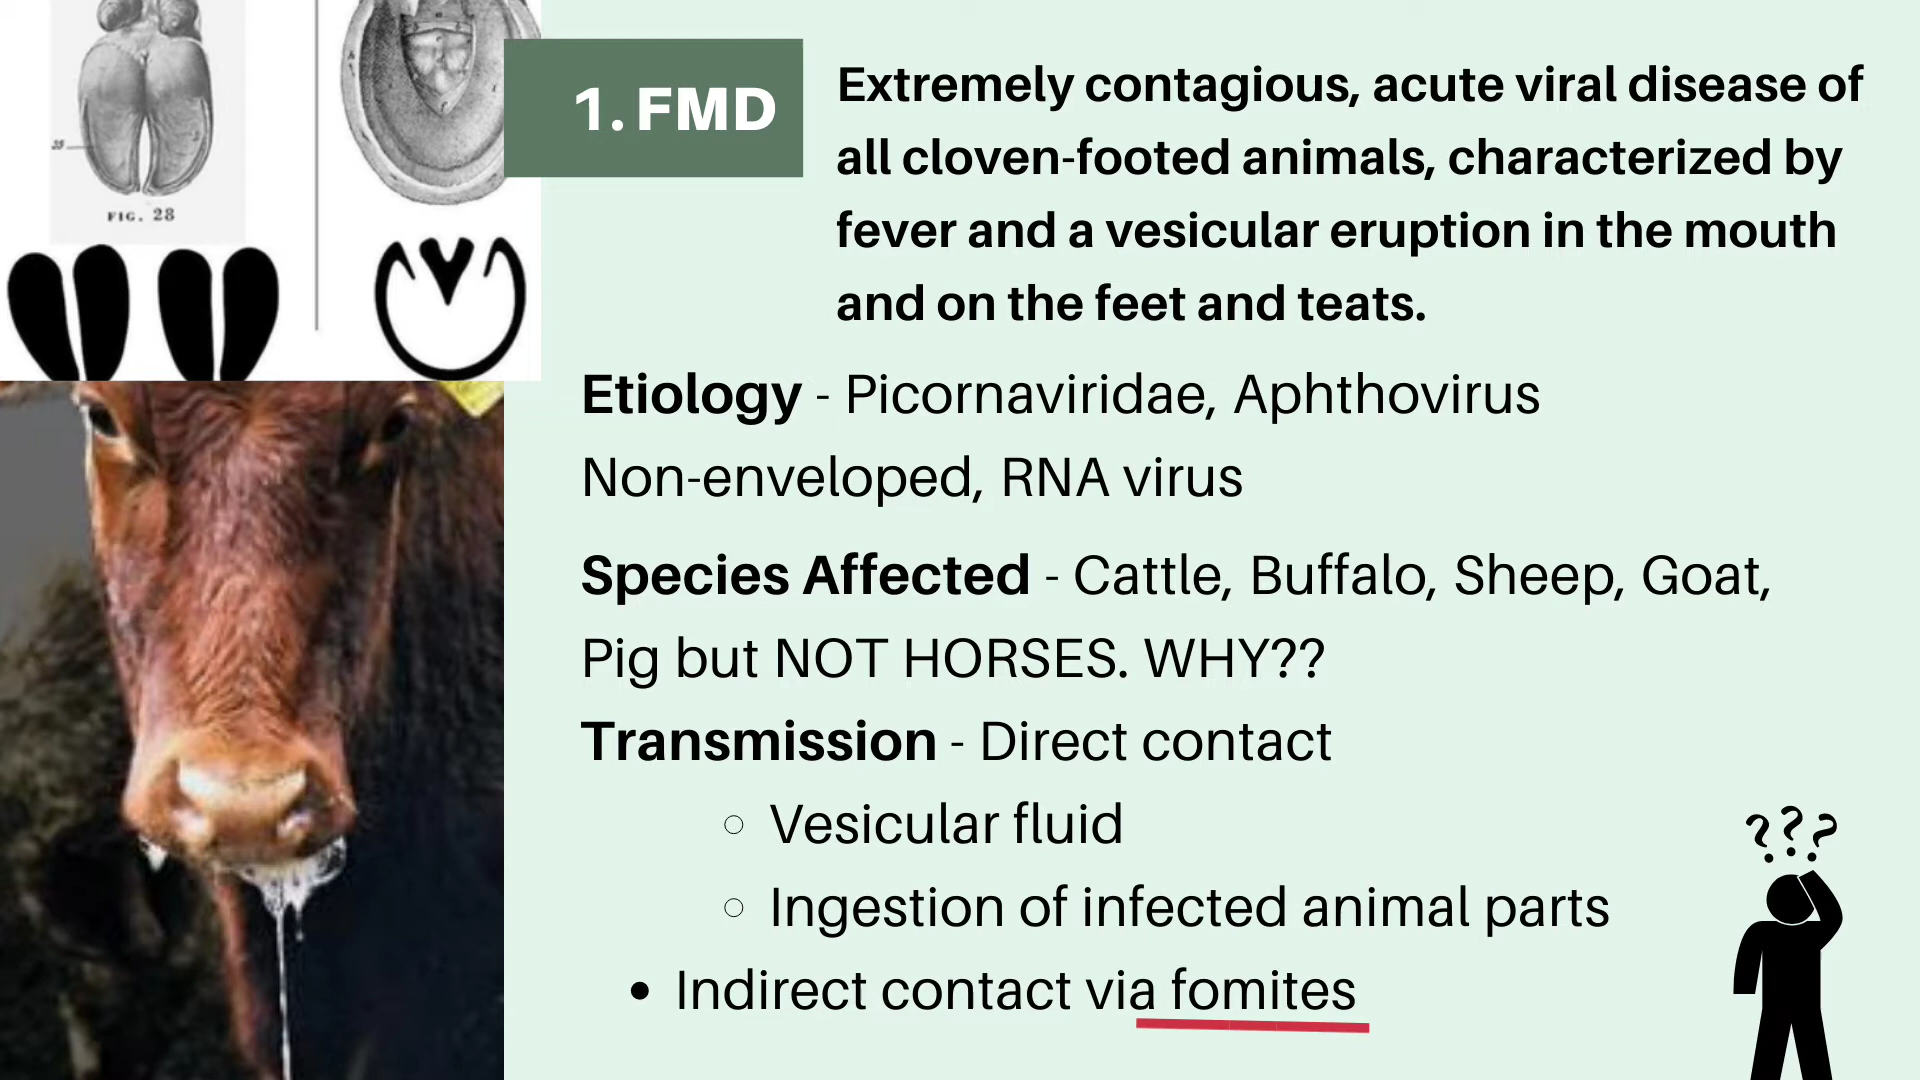 1. FMD
Extremely contagious, acute viral disease of
all cloven-footed animals, characterized by
fever and a vesicular eruption in the mouth
and on the feet and teats.
FIG. 28
Etiology - Picornaviridae, Aphthovirus
Non-enveloped, RNA virus
Species Affected - Cattle, Buffalo, Sheep, Goat,
Pig but NOT HORSES. WHY??
Transmission - Direct contact
○ Vesicular fluid
○ Ingestion of infected animal parts
• Indirect contact via fomites
???